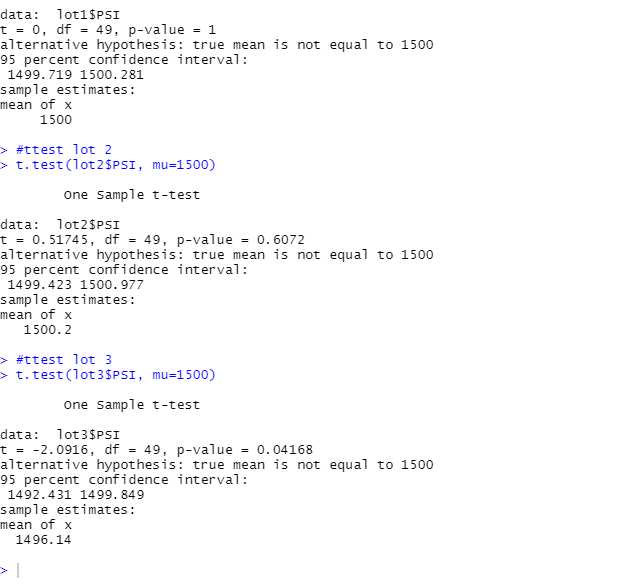 data:  lot1$PSI
t = 0, df = 49, p-value = 1
alternative hypothesis: true mean is not equal to 1500
95 percent confidence interval:
 1499.719 1500.281
sample estimates:
mean of x
     1500
> #ttest lot 2
> t.test(lot2$PSI, mu=1500)
        One Sample t-test
data:  lot2$PSI
t = 0.51745, df = 49, p-value = 0.6072
alternative hypothesis: true mean is not equal to 1500
95 percent confidence interval:
 1499.423 1500.977
sample estimates:
mean of x
   1500.2
> #ttest lot 3
> t.test(lot3$PSI, mu=1500)
        One Sample t-test
data:  lot3$PSI
t = -2.0916, df = 49, p-value = 0.04168
alternative hypothesis: true mean is not equal to 1500
95 percent confidence interval:
 1492.431 1499.849
sample estimates:
mean of x
  1496.14
>